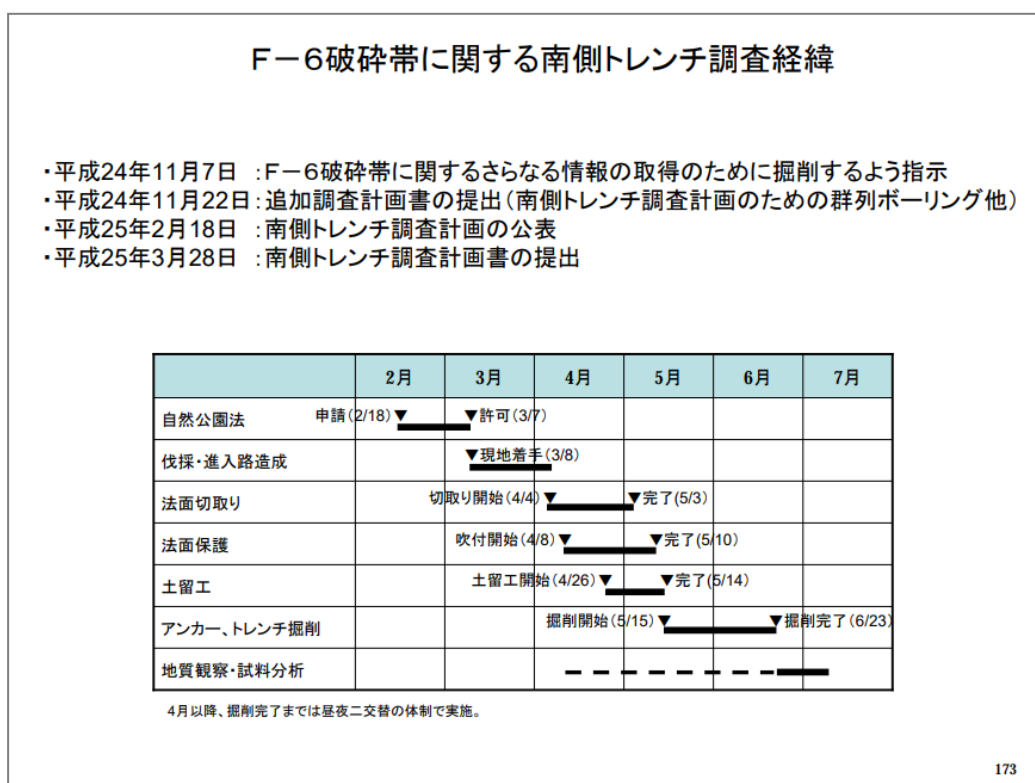 F－6破砕帯に関する南側トレンチ調査経緯
・平成24年11月7日 ：F－6破砕帯に関するさらなる情報の取得のために掘削するよう指示
・平成24年11月22日：追加調査計画書の提出（南側トレンチ調査計画のための群列ボーリング他）
・平成25年2月18日 ：南側トレンチ調査計画の公表
・平成25年3月28日 ：南側トレンチ調査計画書の提出
2月 3月 4月 5月 6月 7月
自然公園法 申請（2/18）▼ ▼許可（3/7）
伐採・進入路造成 ▼現地着手（3/8）
法面切取り 切取り開始（4/4）▼ ▼完了(5/3)
法面保護 吹付開始（4/8）▼ ▼完了(5/10)
土留工 土留工開始（4/26）▼ ▼完了(5/14)
アンカー、トレンチ掘削 掘削開始（5/15）▼ ▼掘削完了（6/23）
地質観察・試料分析
4月以降、掘削完了までは昼夜二交替の体制で実施。
173